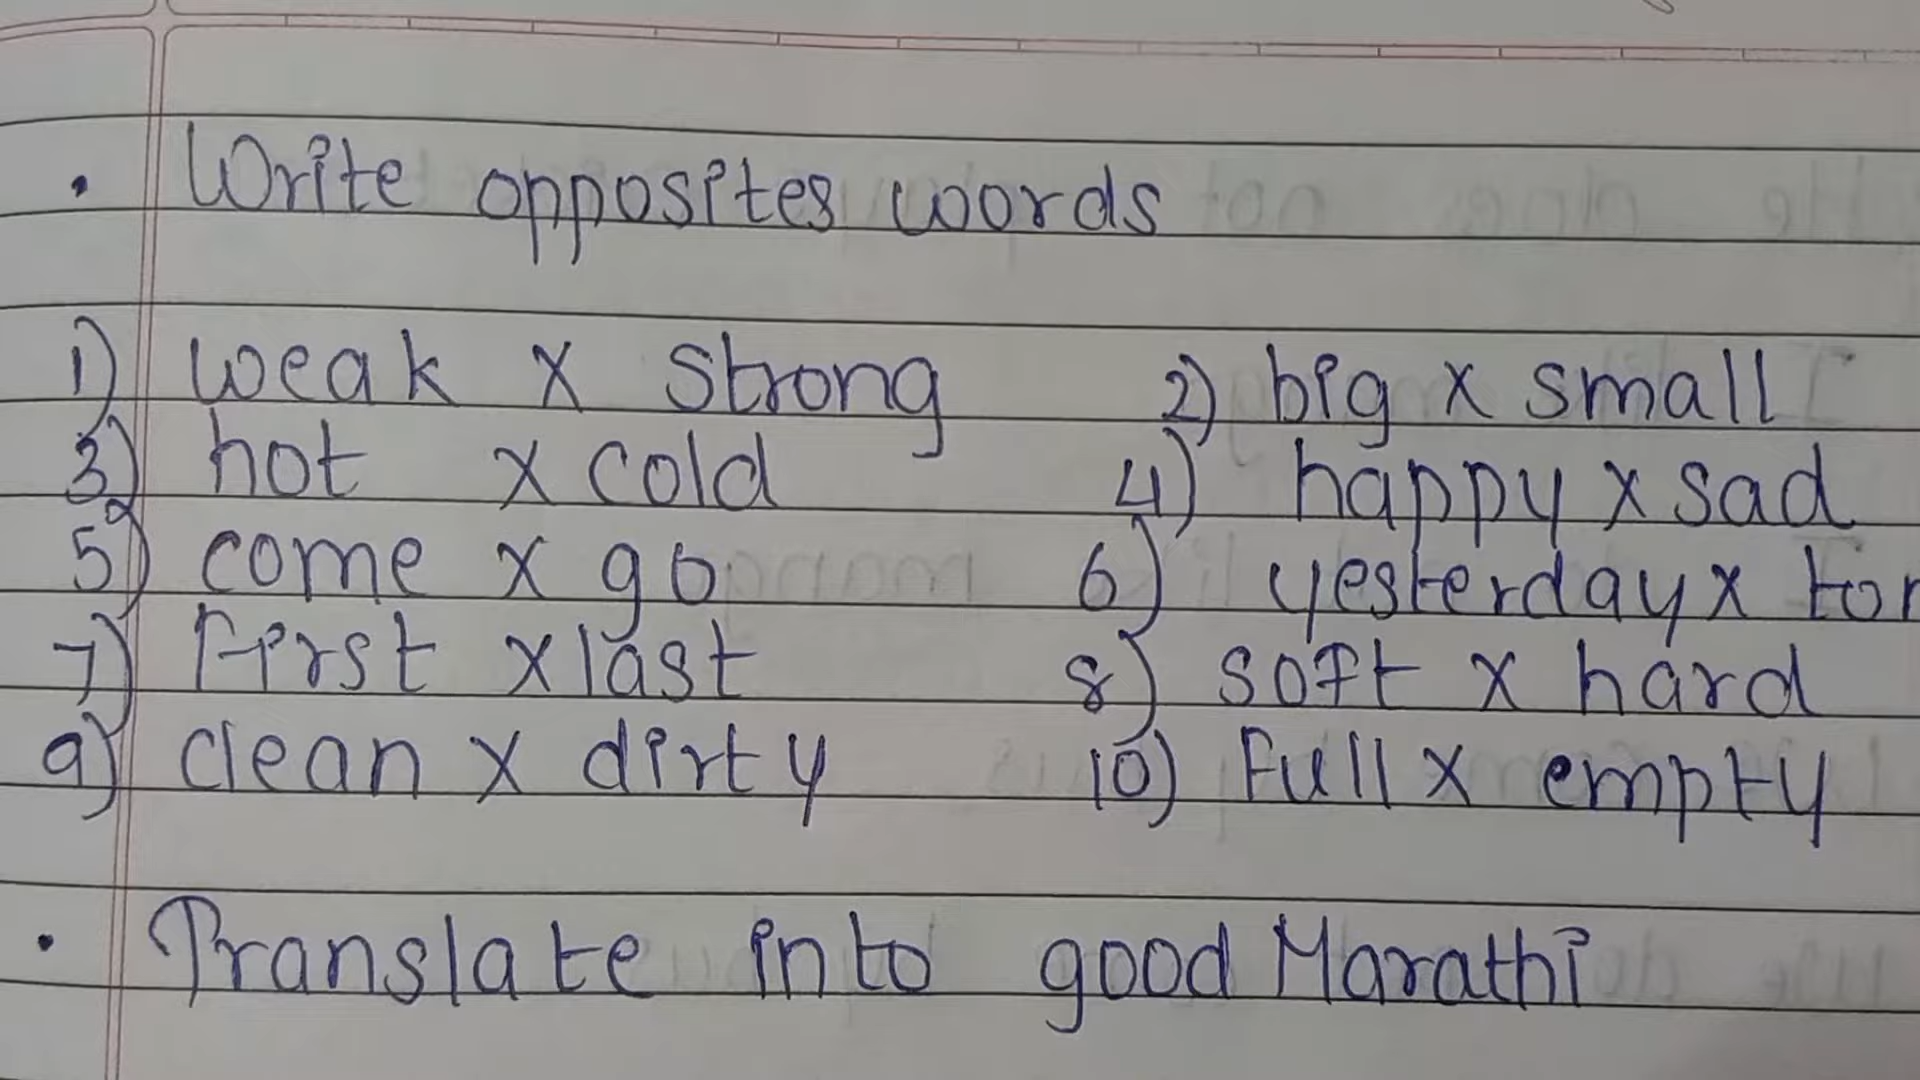 . Write opposites words
1) weak x strong 2) big x small
3) hot x cold 4) happy x sad
5) come x go 6) yesterday x tor
7) First x last 8) soft x hard
9) clean x dirty 10) Full x empty
. Translate into good Marathi